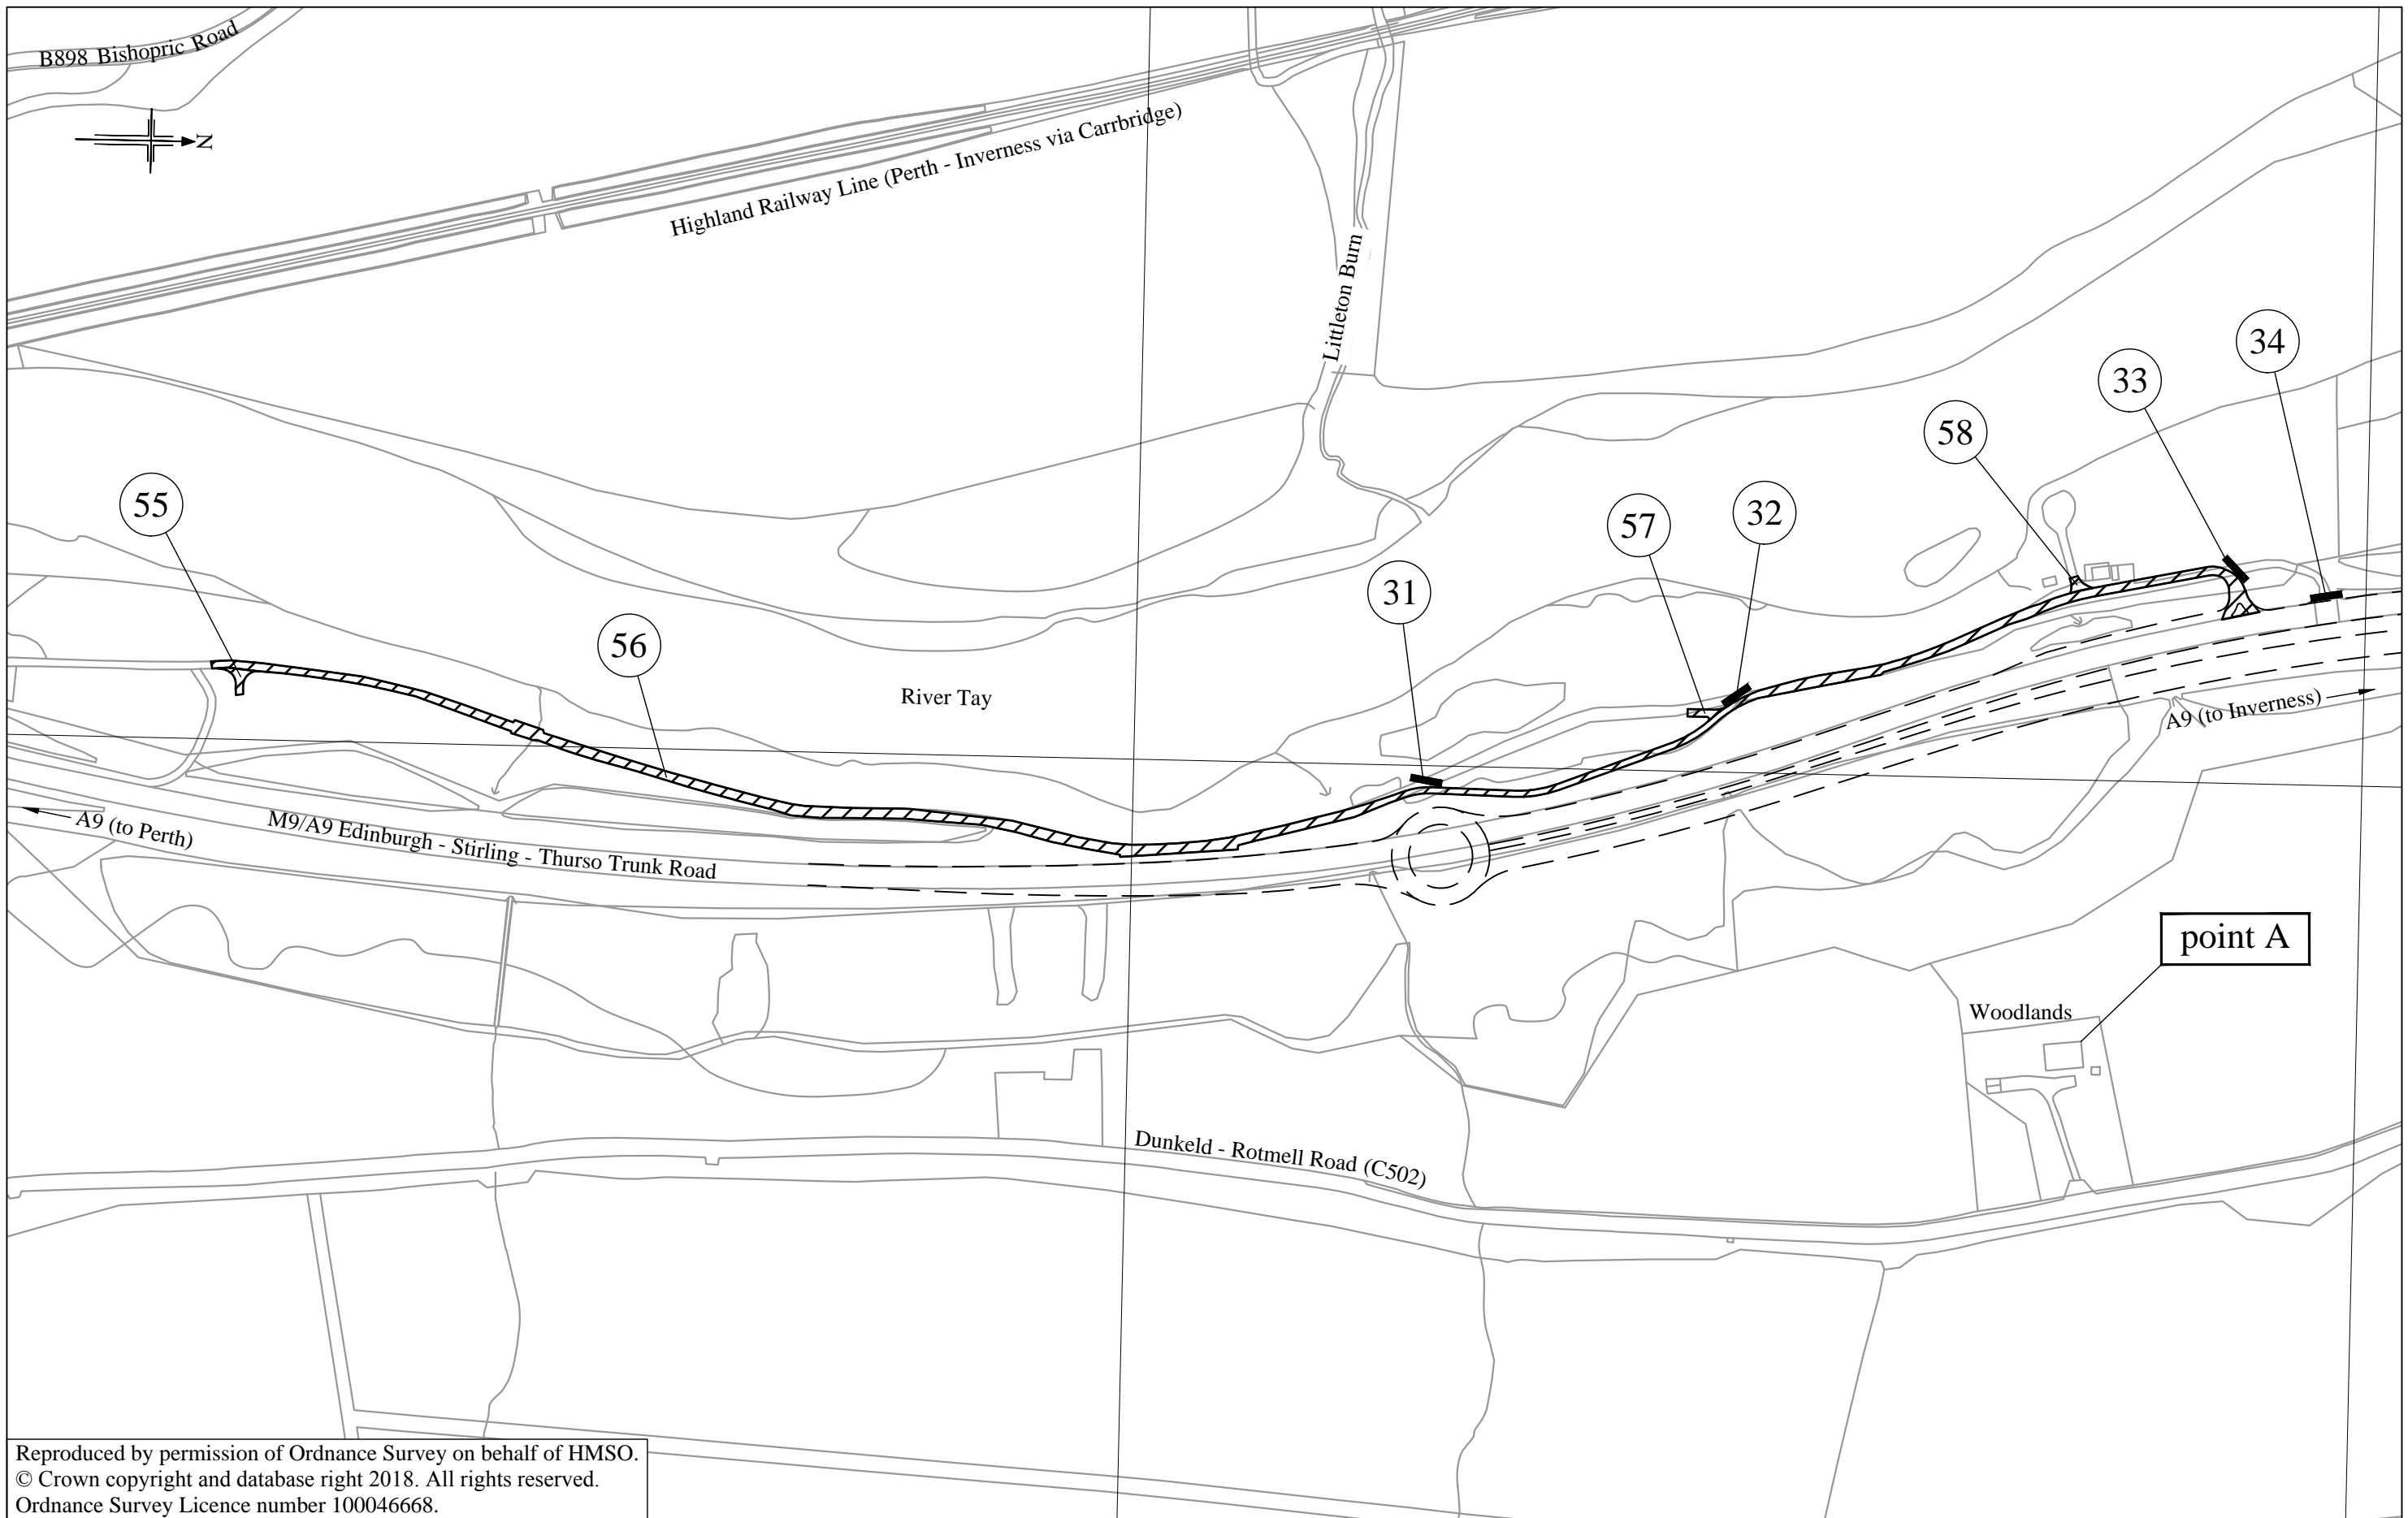 B898 Bishopric Road
N
Highland Railway Line (Perth - Inverness via Carrbridge)
Littleton Burn
34
33
58
55
57
32
31
56
River Tay
A9 (to Inverness)
A9 (to Perth)
M9/A9 Edinburgh - Stirling - Thurso Trunk Road
point A
Woodlands
Dunkeld - Rotmell Road (C502)
Reproduced by permission of Ordnance Survey on behalf of HMSO.
© Crown copyright and database right 2018. All rights reserved.
Ordnance Survey Licence number 100046668.